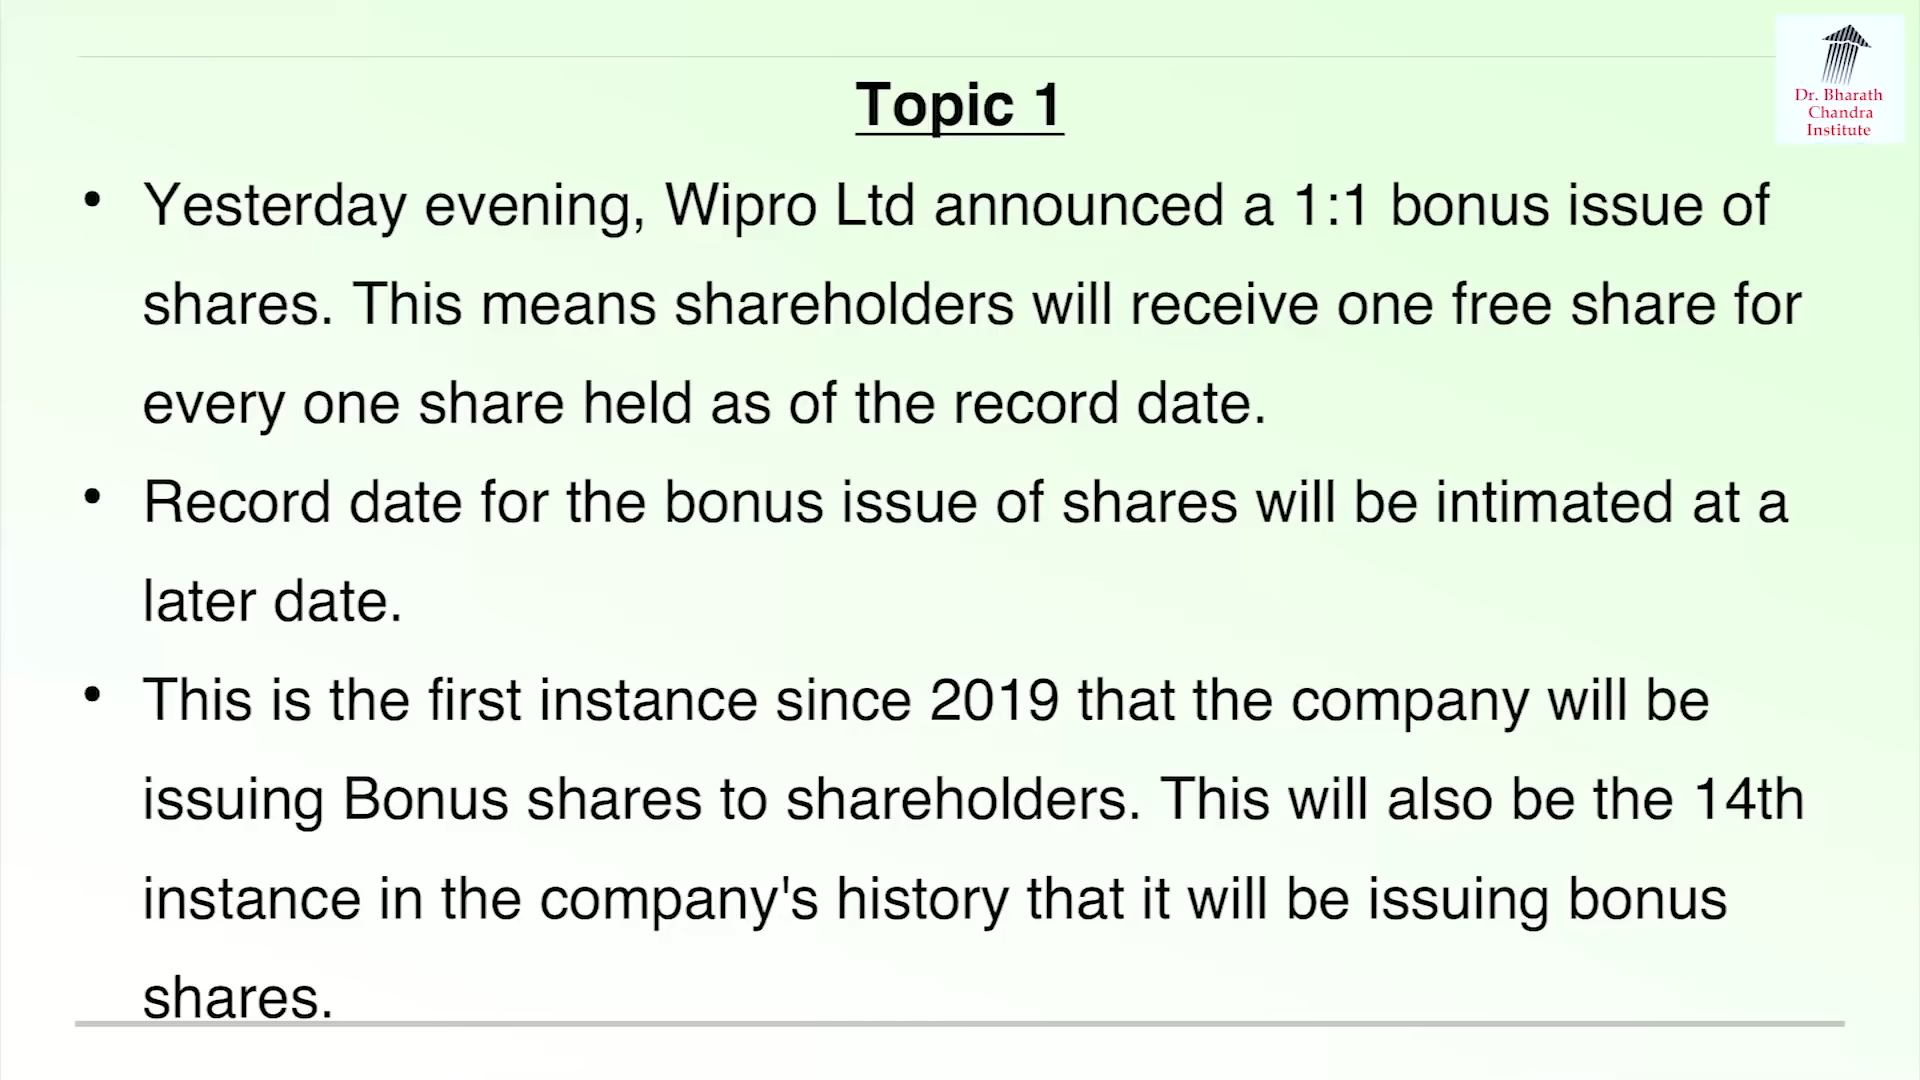 Dr. Bharath
Chandra
Institute
Topic 1
• Yesterday evening, Wipro Ltd announced a 1:1 bonus issue of
shares. This means shareholders will receive one free share for
every one share held as of the record date.
• Record date for the bonus issue of shares will be intimated at a
later date.
• This is the first instance since 2019 that the company will be
issuing Bonus shares to shareholders. This will also be the 14th
instance in the company's history that it will be issuing bonus
shares.